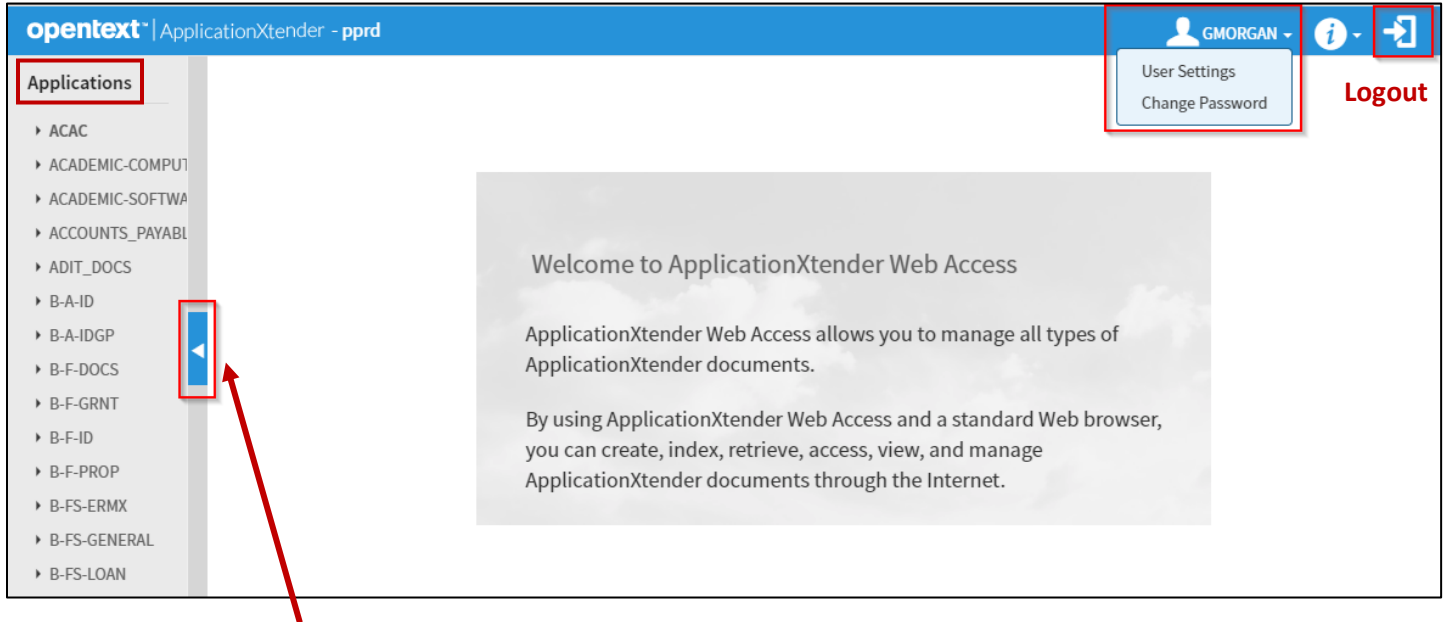 opentext™ | ApplicationXtender - pprd
GMORGAN
i
User Settings
Change Password
Logout
Applications
ACAC
ACADEMIC-COMPUT
ACADEMIC-SOFTWA
ACCOUNTS_PAYABL
ADIT_DOCS
B-A-ID
B-A-IDGP
B-F-DOCS
B-F-GRNT
B-F-ID
B-F-PROP
B-FS-ERMX
B-FS-GENERAL
B-FS-LOAN
Welcome to ApplicationXtender Web Access
ApplicationXtender Web Access allows you to manage all types of
ApplicationXtender documents.
By using ApplicationXtender Web Access and a standard Web browser,
you can create, index, retrieve, access, view, and manage
ApplicationXtender documents through the Internet.